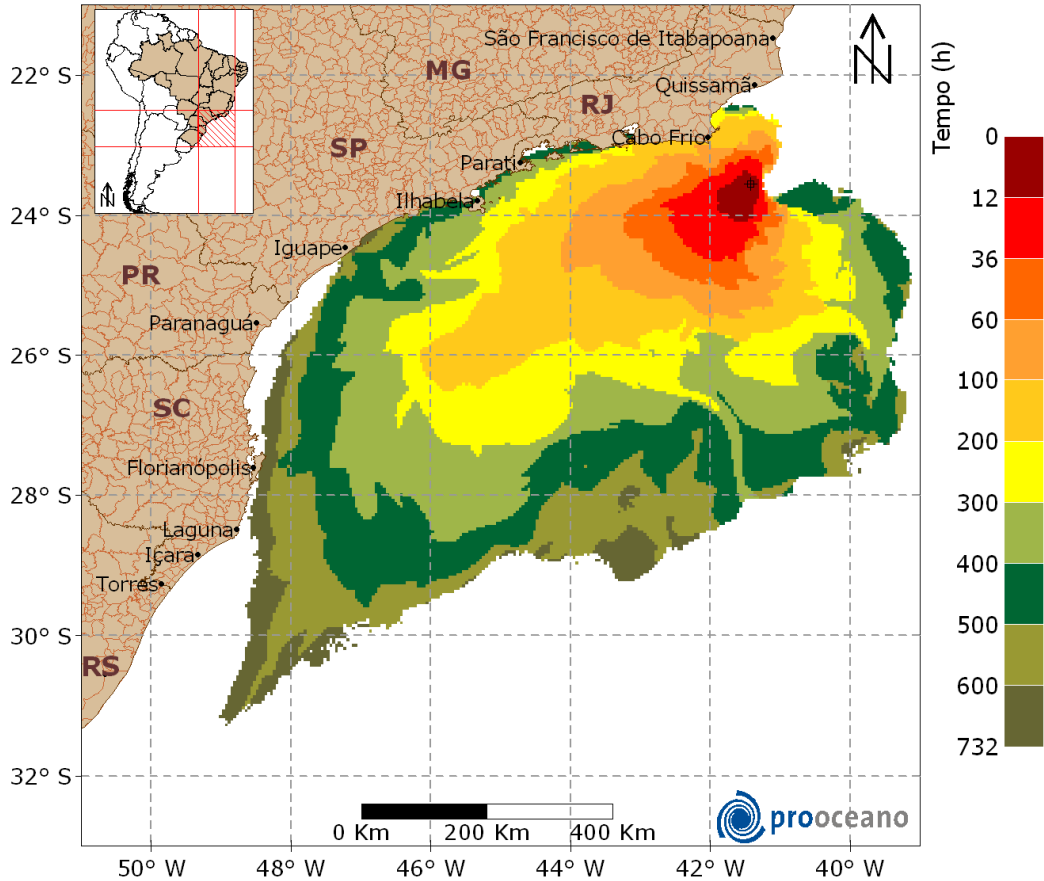 São Francisco de Itabapoana
22° S
MG
Quissamã
RJ
Cabo Frio
SP
Parati
24° S
Ilhabela
Iguape
PR
Paranaguá
26° S
SC
Florianópolis
28° S
Laguna
Içara
Torres
30° S
RS
32° S
0 Km 200 Km 400 Km
prooceano
50° W 48° W 46° W 44° W 42° W 40° W
N
N
Tempo (h)
0
12
36
60
100
200
300
400
500
600
732